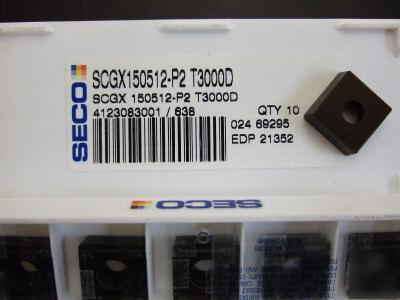 SECO
SCGX150512-P2 T3000D
SCGX 150512-P2 T3000D
4123083001 / 638
QTY 10
024 69295
EDP 21352
SECO